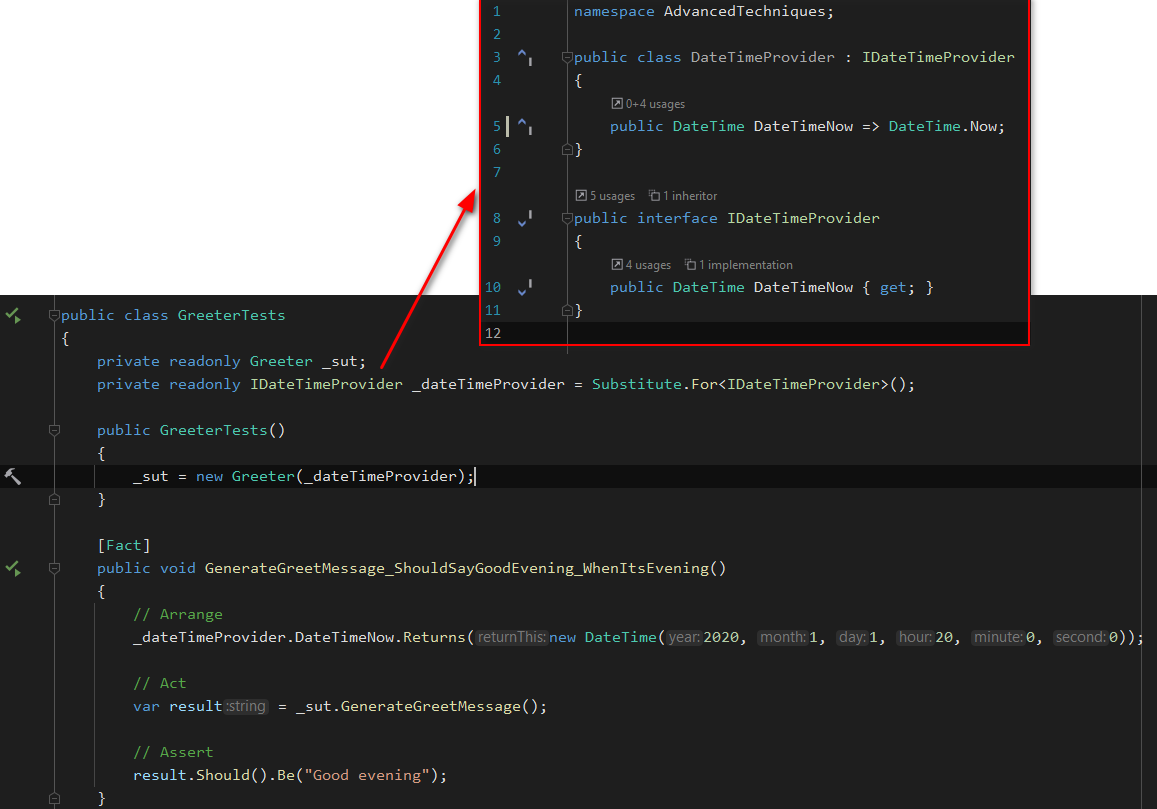 1 namespace AdvancedTechniques;
2
3 public class DateTimeProvider : IDateTimeProvider
4 {
0+4 usages
5 public DateTime DateTimeNow => DateTime.Now;
6 }
7
5 usages 1 inheritor
8 public interface IDateTimeProvider
9 {
4 usages 1 implementation
10 public DateTime DateTimeNow { get; }
11 }
12
public class GreeterTests
{
private readonly Greeter _sut;
private readonly IDateTimeProvider _dateTimeProvider = Substitute.For<IDateTimeProvider>();
public GreeterTests()
{
_sut = new Greeter(_dateTimeProvider);
}
[Fact]
public void GenerateGreetMessage_ShouldSayGoodEvening_WhenItsEvening()
{
// Arrange
_dateTimeProvider.DateTimeNow.Returns(returnThis: new DateTime(year: 2020, month: 1, day: 1, hour: 20, minute: 0, second: 0));
// Act
var result :string = _sut.GenerateGreetMessage();
// Assert
result.Should().Be("Good evening");
}